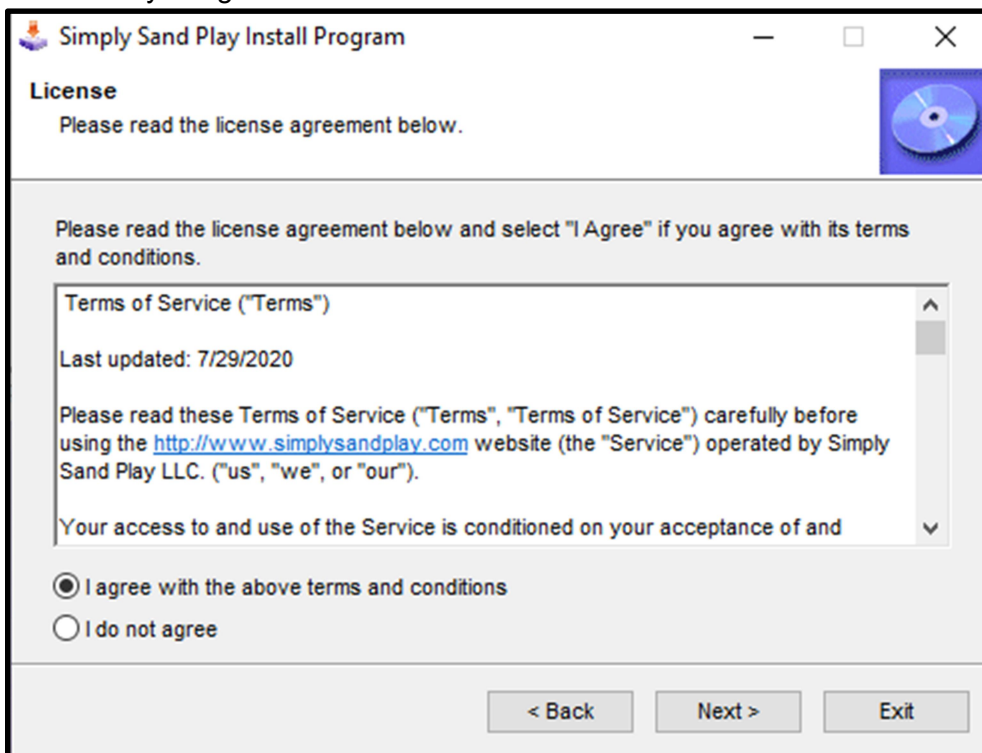 Simply Sand Play Install Program
License
Please read the license agreement below.
Please read the license agreement below and select "I Agree" if you agree with its terms
and conditions.
Terms of Service ("Terms")
Last updated: 7/29/2020
Please read these Terms of Service ("Terms", "Terms of Service") carefully before
using the http://www.simplysandplay.com website (the "Service") operated by Simply
Sand Play LLC. ("us", "we", or "our").
Your access to and use of the Service is conditioned on your acceptance of and
I agree with the above terms and conditions
I do not agree
< Back Next > Exit